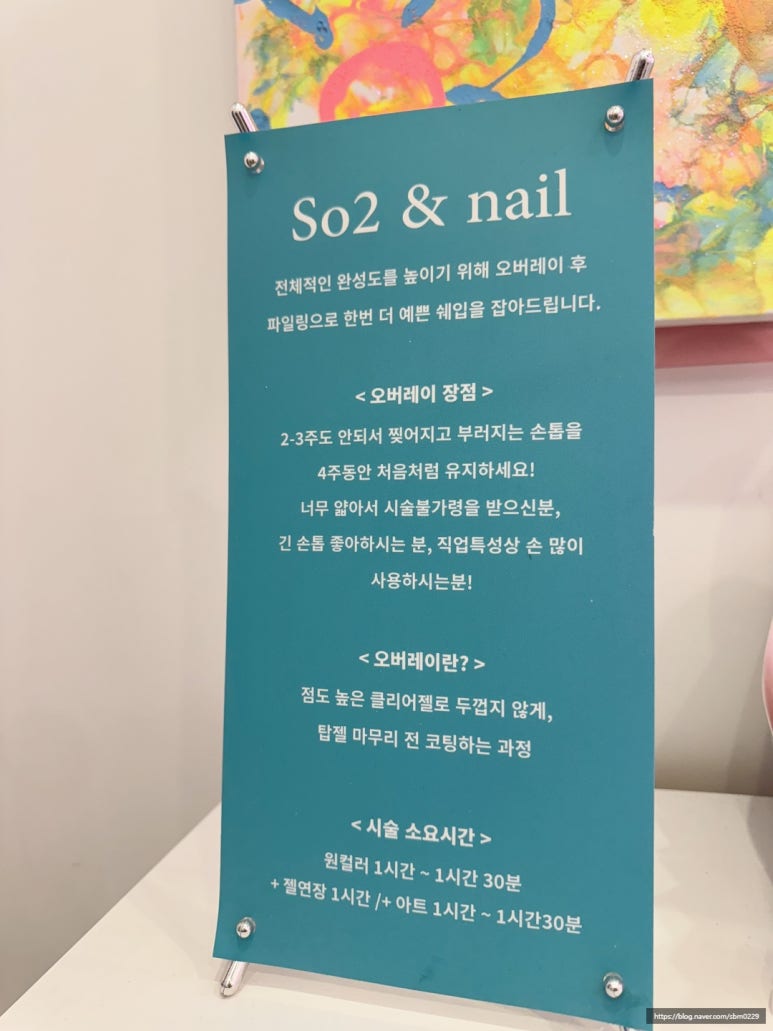 So2 & nail
전체적인 완성도를 높이기 위해 오버레이 후
파일링으로 한번 더 예쁜 쉐입을 잡아드립니다.
< 오버레이 장점 >
2-3주도 안되서 찢어지고 부러지는 손톱을
4주동안 처음처럼 유지하세요!
너무 얇아서 시술불가령을 받으신분,
긴 손톱 좋아하시는 분, 직업특성상 손 많이
사용하시는분!
< 오버레이란? >
점도 높은 클리어젤로 두껍지 않게,
탑젤 마무리 전 코팅하는 과정
< 시술 소요시간 >
원컬러 1시간 ~ 1시간 30분
+ 젤연장 1시간 /+ 아트 1시간 ~ 1시간30분
https://blog.naver.com/sbm0229